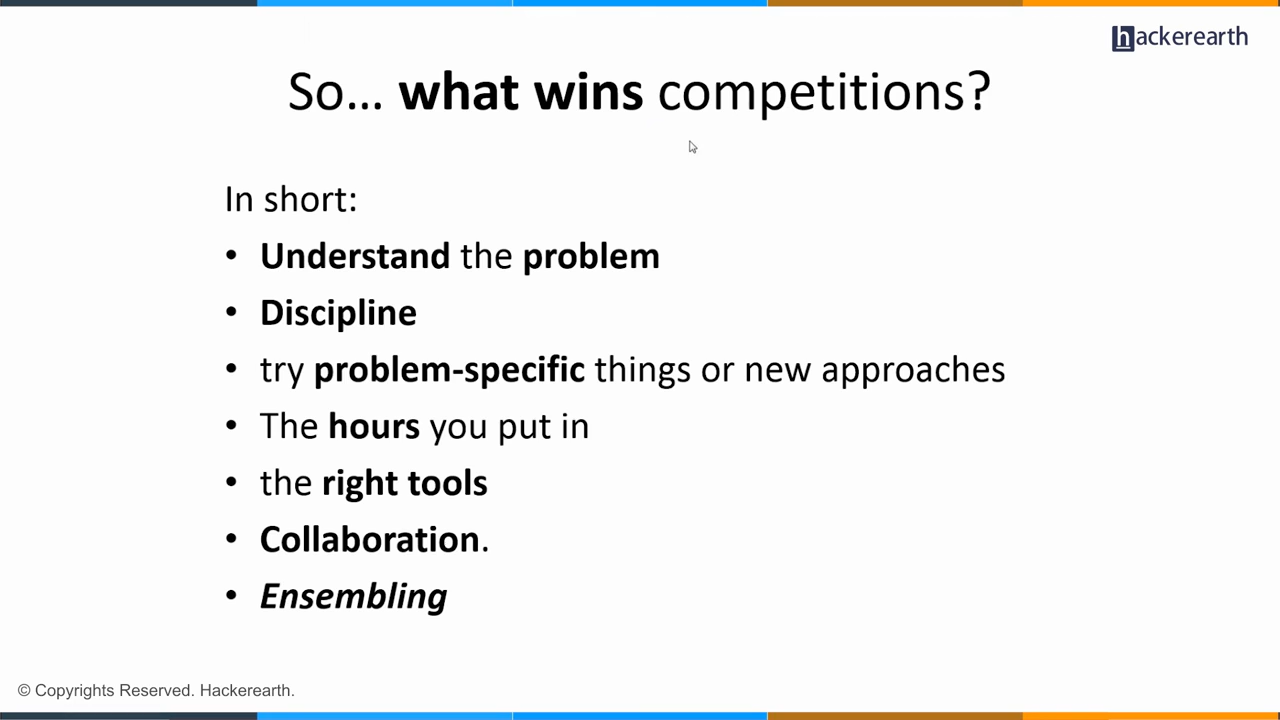 hackerearth
So... what wins competitions?
In short:
• Understand the problem
• Discipline
• try problem-specific things or new approaches
• The hours you put in
• the right tools
• Collaboration.
• Ensembling
© Copyrights Reserved. Hackerearth.